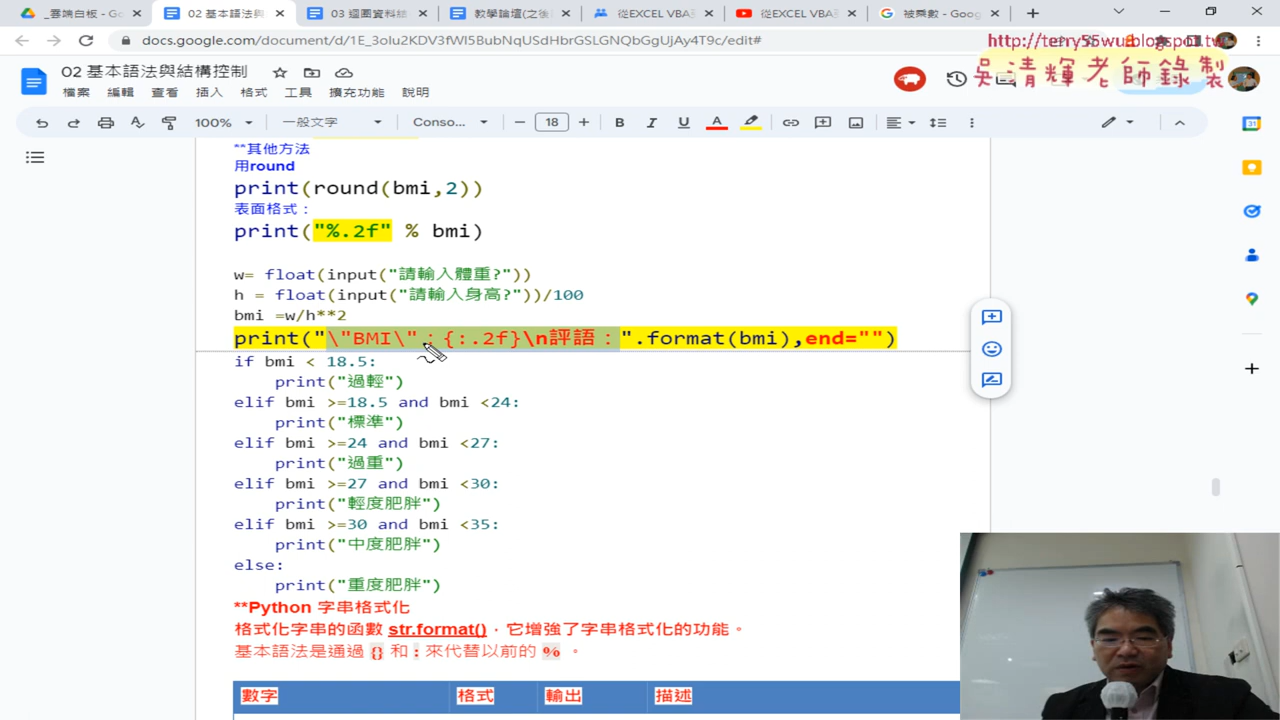 _雲端白板 - Go
02 基本語法與
03 迴圈資料結
教學論壇(之後
從EXCEL VBA
從EXCEL VBA
被乘數 - Goog
docs.google.com/document/d/1E_3olu2KDV3fWI5BubNqUSdHbrGSLGNQbGgUjAy4T9c/edit#
http://terry55wu.blogspot.tw
吳清輝老師錄製
02 基本語法與結構控制
檔案 編輯 查看 插入 格式 工具 擴充功能 說明
100% 一般文字 Conso... 18 B I U A
**其他方法
用round
print(round(bmi,2))
表面格式：
print("%.2f" % bmi)
w= float(input("請輸入體重?"))
h = float(input("請輸入身高?"))/100
bmi =w/h**2
print("\"BMI\"：{:.2f}\n評語：".format(bmi),end="")
if bmi < 18.5:
print("過輕")
elif bmi >=18.5 and bmi <24:
print("標準")
elif bmi >=24 and bmi <27:
print("過重")
elif bmi >=27 and bmi <30:
print("輕度肥胖")
elif bmi >=30 and bmi <35:
print("中度肥胖")
else:
print("重度肥胖")
**Python 字串格式化
格式化字串的函數 str.format()，它增強了字串格式化的功能。
基本語法是通過 {} 和 : 來代替以前的 % 。
數字 格式 輸出 描述